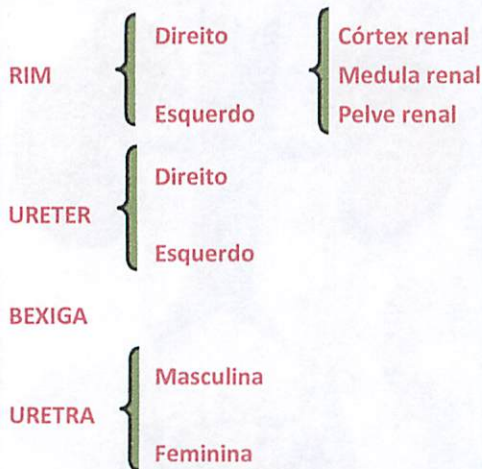 Direito Córtex renal
RIM Medula renal
Esquerdo Pelve renal
Direito
URETER
Esquerdo
BEXIGA
Masculina
URETRA
Feminina